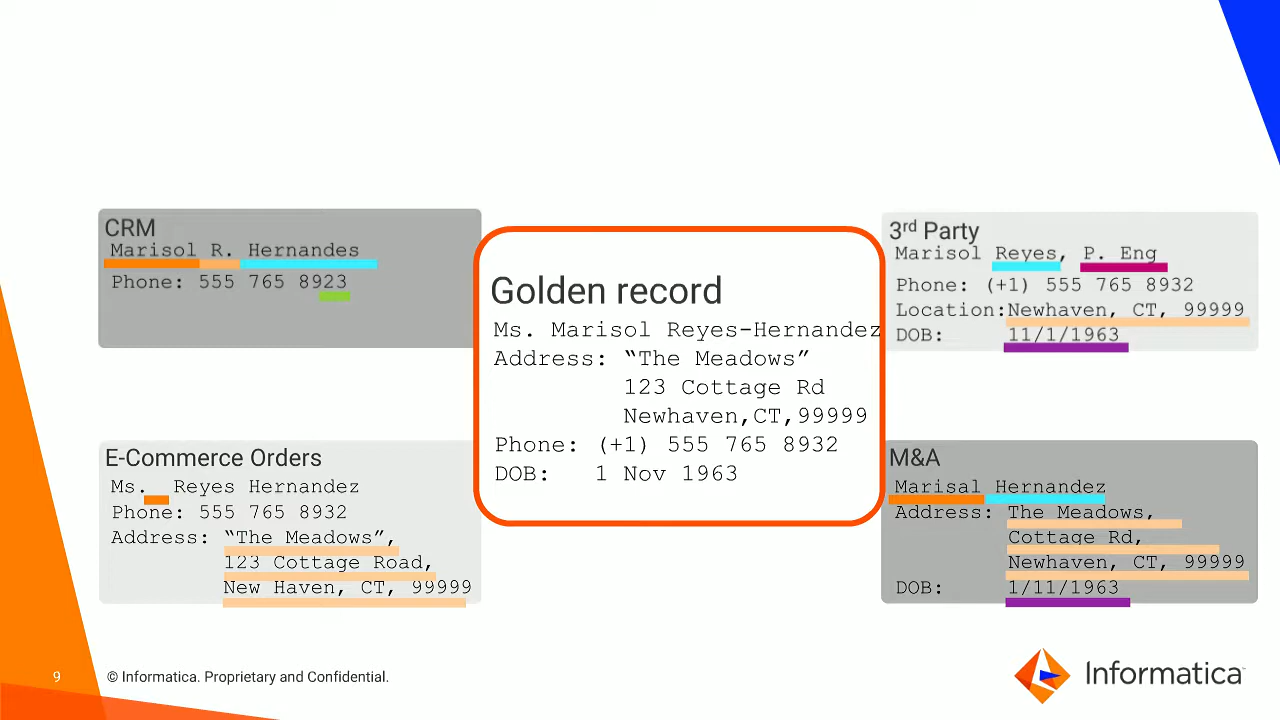 CRM
Marisol R. Hernandes
Phone: 555 765 8923
E-Commerce Orders
Ms. Reyes Hernandez
Phone: 555 765 8932
Address: “The Meadows”,
123 Cottage Road,
New Haven, CT, 99999
Golden record
Ms. Marisol Reyes-Hernandez
Address: “The Meadows”
123 Cottage Rd
Newhaven,CT,99999
Phone: (+1) 555 765 8932
DOB: 1 Nov 1963
3rd Party
Marisol Reyes, P. Eng
Phone: (+1) 555 765 8932
Location:Newhaven, CT, 99999
DOB: 11/1/1963
M&A
Marisal Hernandez
Address: The Meadows,
Cottage Rd,
Newhaven, CT, 99999
DOB: 1/11/1963
9
© Informatica. Proprietary and Confidential.
Informatica